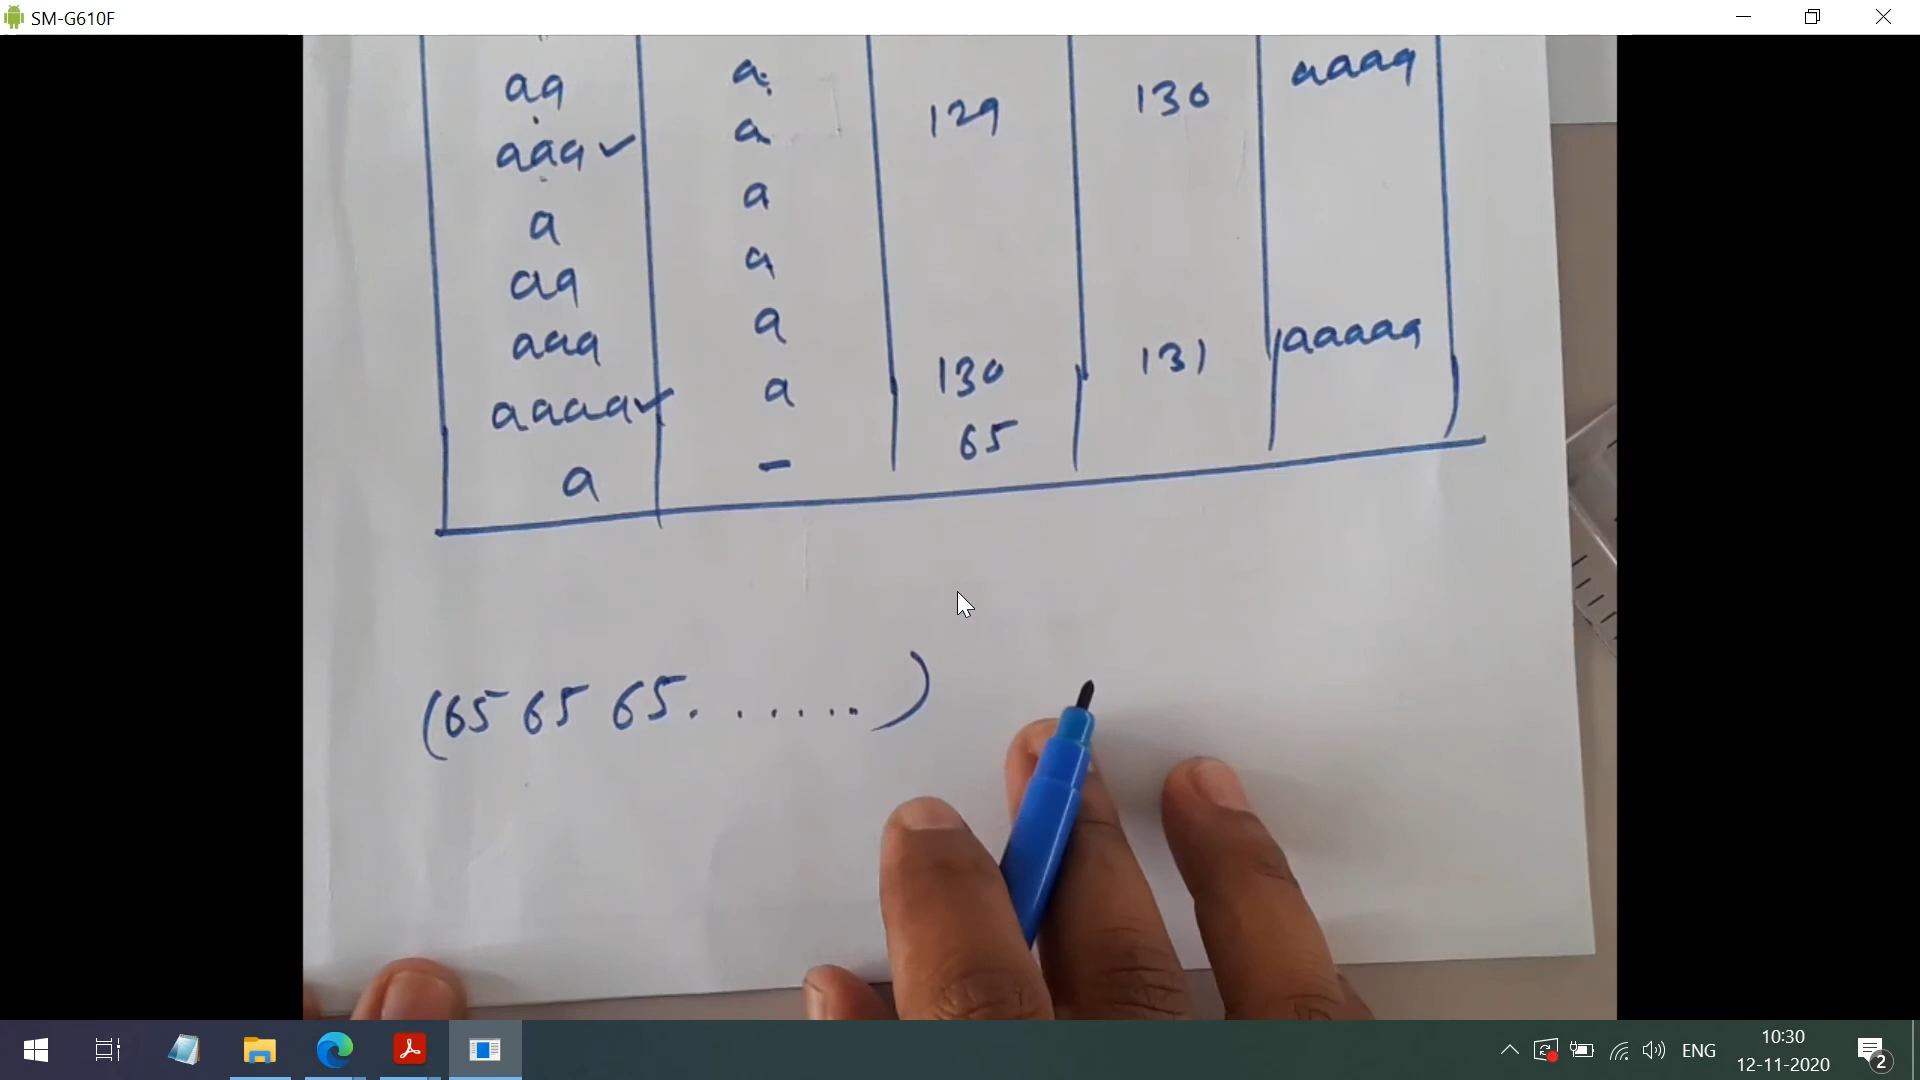 SM-G610F
aa a aaaa
129 130
aaa ✓ a
a a
aa a
aaa a aaaaa
aaaa ✓ a 130 131
a - 65
(65 65 65. ......)
ENG
10:30
12-11-2020
2